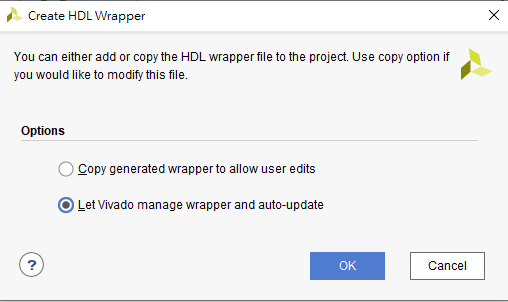 Create HDL Wrapper
You can either add or copy the HDL wrapper file to the project. Use copy option if
you would like to modify this file.
Options
Copy generated wrapper to allow user edits
Let Vivado manage wrapper and auto-update
?
OK
Cancel